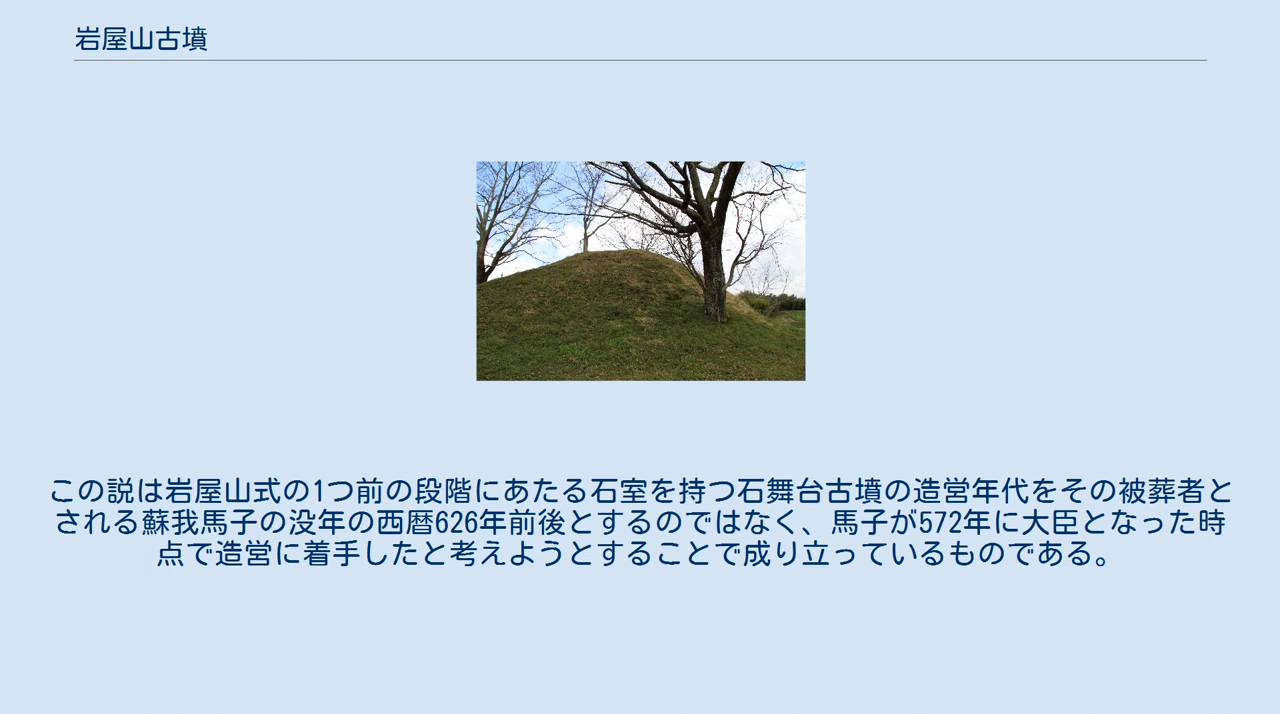 岩屋山古墳
この説は岩屋山式の1つ前の段階にあたる石室を持つ石舞台古墳の造営年代をその被葬者と
される蘇我馬子の没年の西暦626年前後とするのではなく、馬子が572年に大臣となった時
点で造営に着手したと考えようとすることで成り立っているものである。